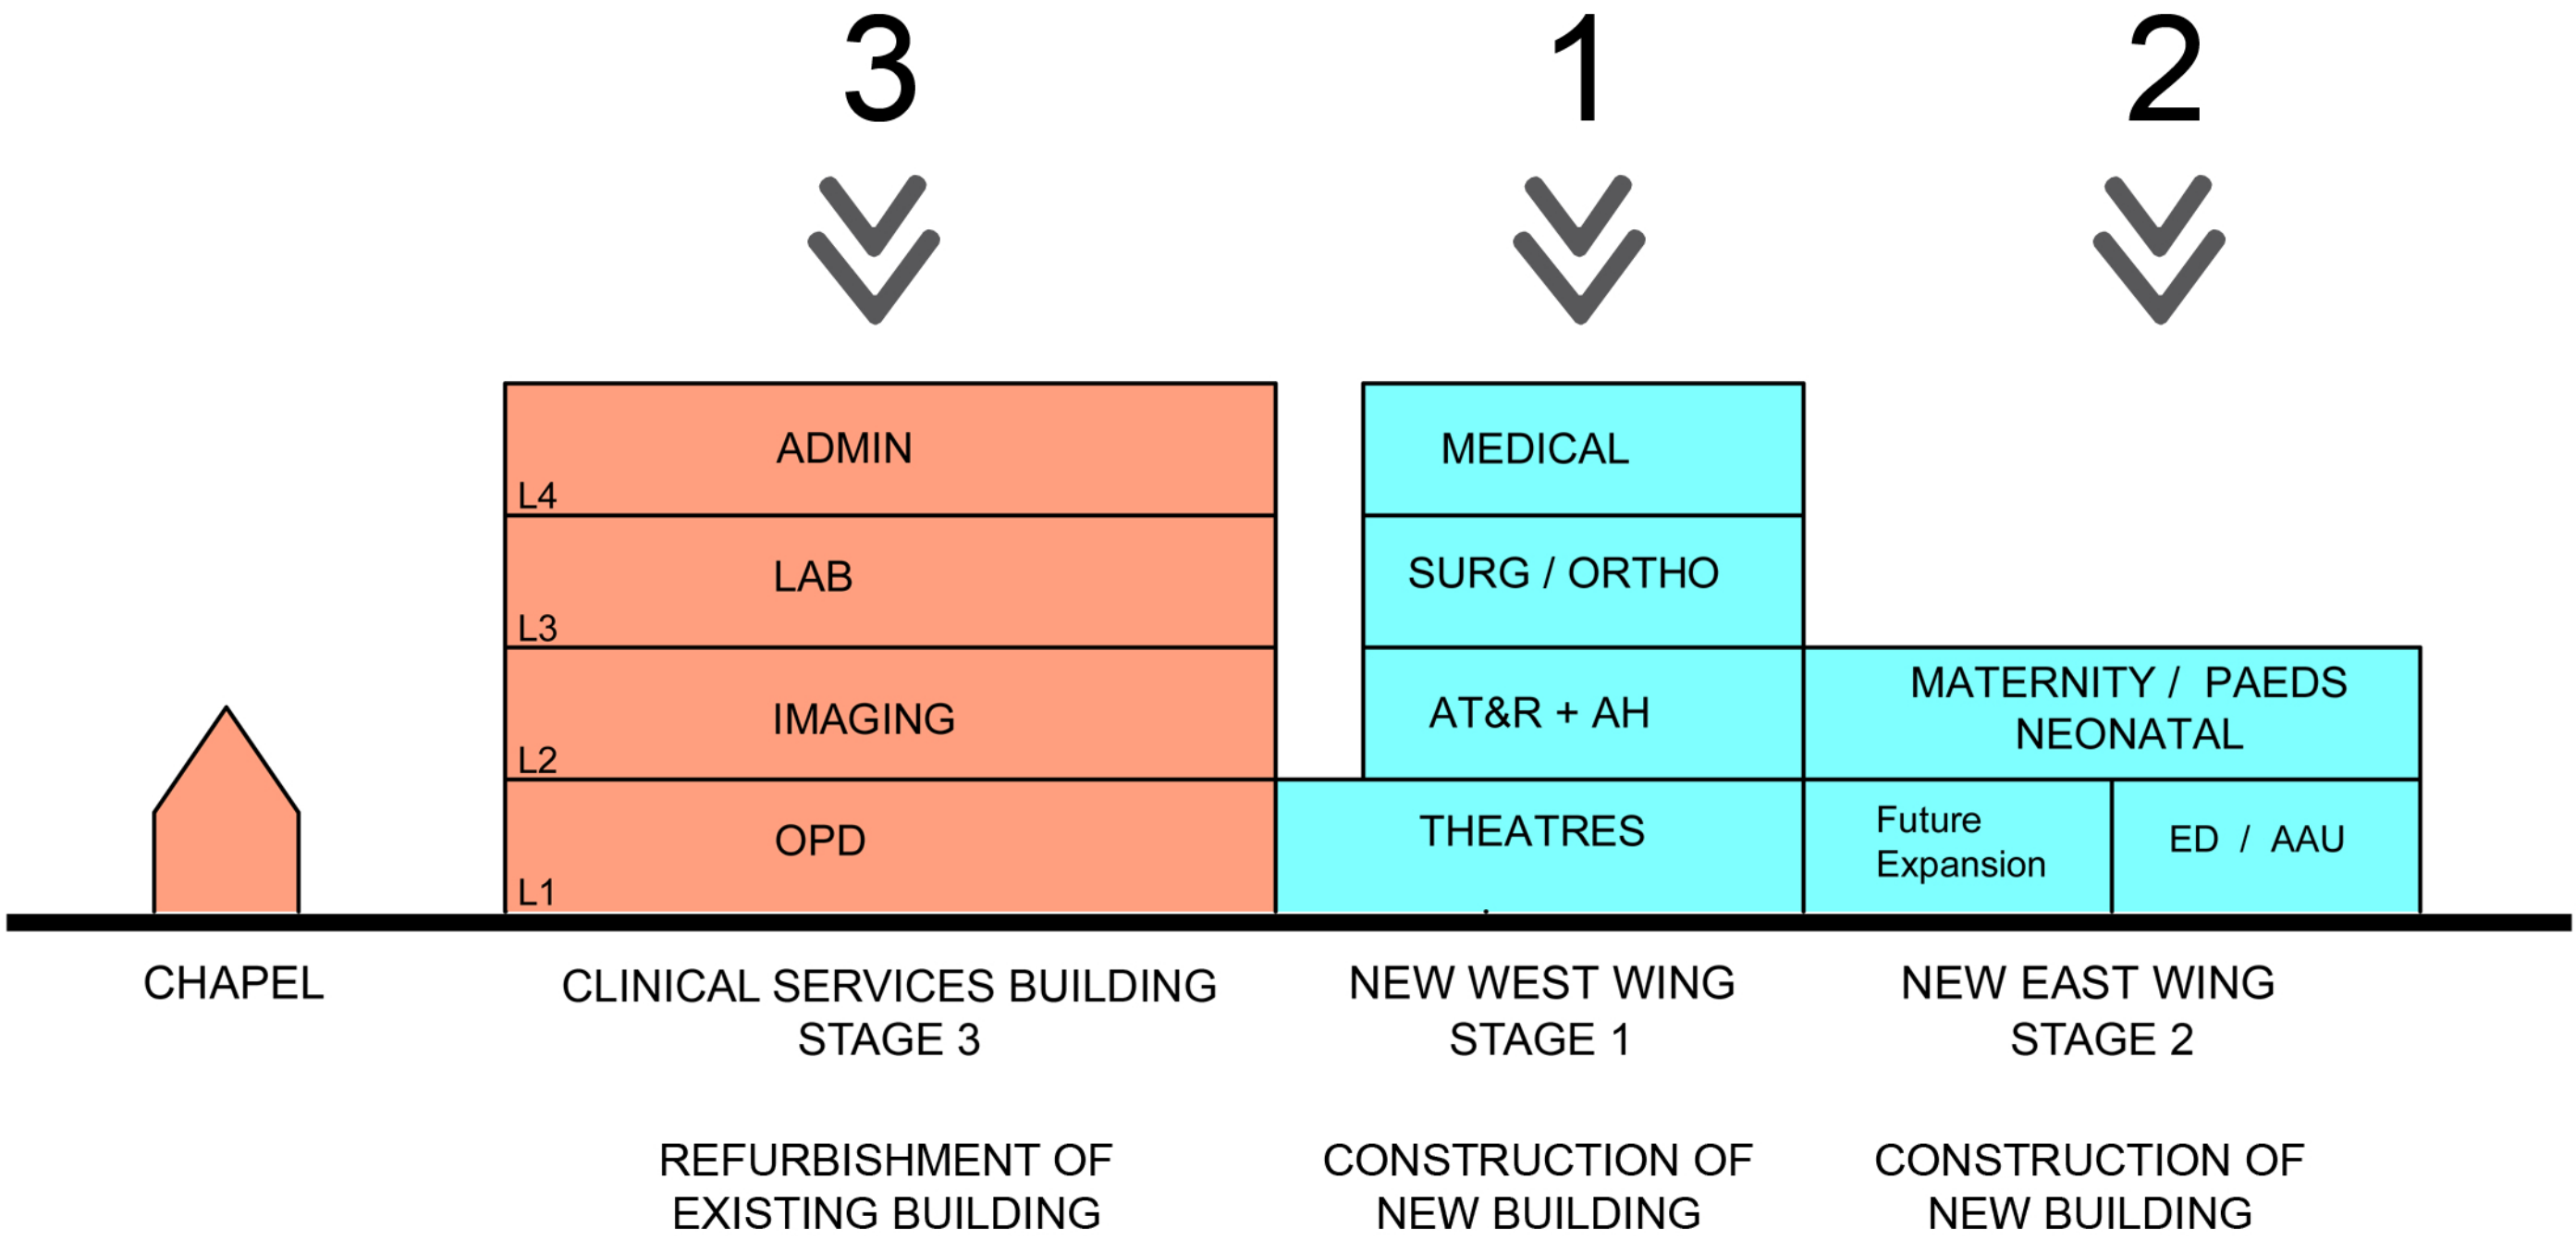 3
1
2
ADMIN
L4
LAB
L3
IMAGING
L2
OPD
L1
MEDICAL
SURG / ORTHO
AT&R + AH
THEATRES
MATERNITY / PAEDS
NEONATAL
Future
Expansion
ED / AAU
CHAPEL
CLINICAL SERVICES BUILDING
STAGE 3
REFURBISHMENT OF
EXISTING BUILDING
NEW WEST WING
STAGE 1
CONSTRUCTION OF
NEW BUILDING
NEW EAST WING
STAGE 2
CONSTRUCTION OF
NEW BUILDING